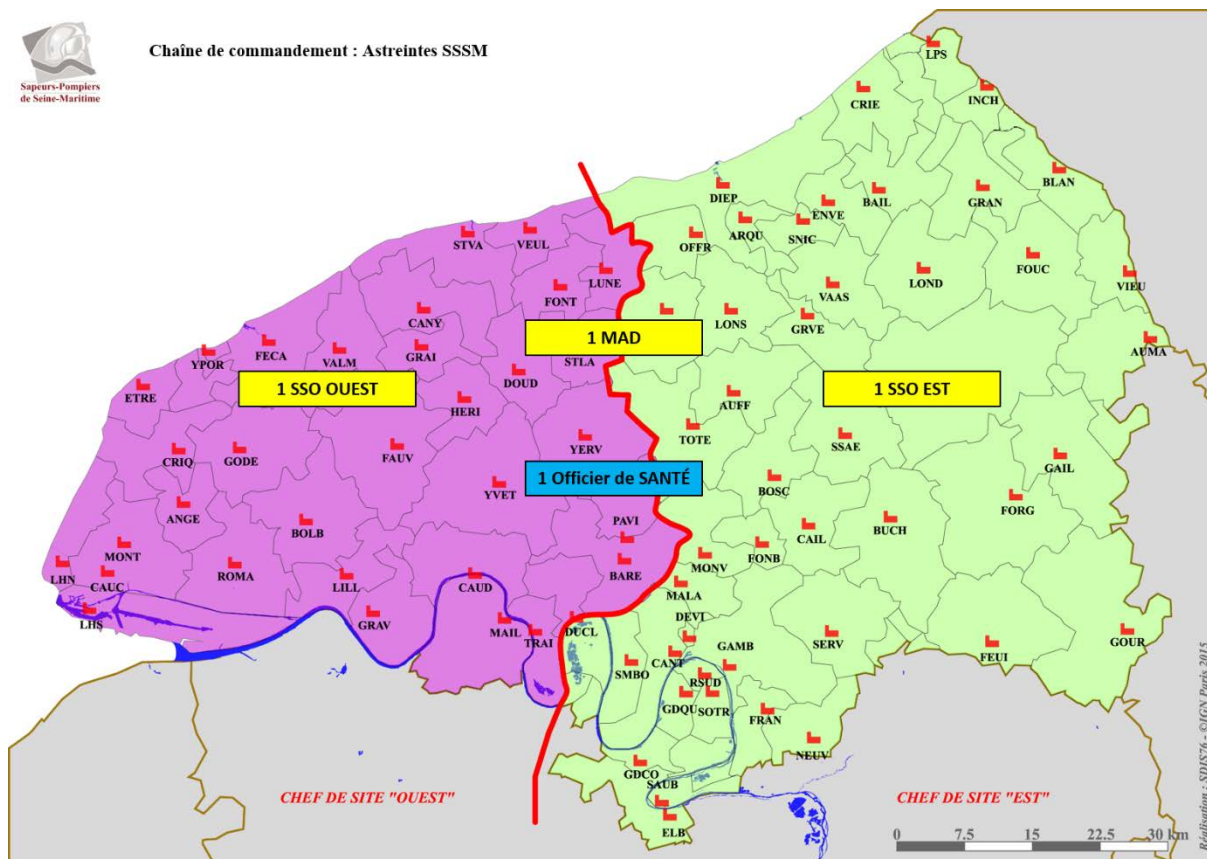 Chaîne de commandement : Astreintes SSSM
Sapeurs-Pompiers
de Seine-Maritime
LPS
CRIE
INCH
BLAN
DIEP
BAIL
GRAN
ENVE
ARQU
SNIC
STVA
VEUL
OFFR
FOUC
LUNE
VIEU
FONT
VAAS
LOND
CANY
LONS
GRVE
1 MAD
AUMA
FECA
YPOR
VALM
GRAI
STLA
DOUD
1 SSO OUEST
1 SSO EST
ETRE
AUFF
HERI
TOTE
YERV
SSAE
CRIQ
GODE
FAUV
GAIL
1 Officier de SANTÉ
YVET
BOSC
ANGE
FORG
PAVI
BOLB
BUCH
CAIL
MONT
FONB
MONV
ROMA
BARE
LHN
CAUC
LILL
CAUD
MALA
LHS
GRAV
MAIL
DUCL
DEVI
TRAI
SERV
GOUR
GAMB
FEUI
CANT
SMBO
RSUD
GDQU
SOTR
FRAN
NEUV
GDCO
SAUB
CHEF DE SITE "OUEST"
CHEF DE SITE "EST"
ELB
0 7.5 15 22.5 30 km
Réalisation : SDIS76 - ©IGN Paris 2015